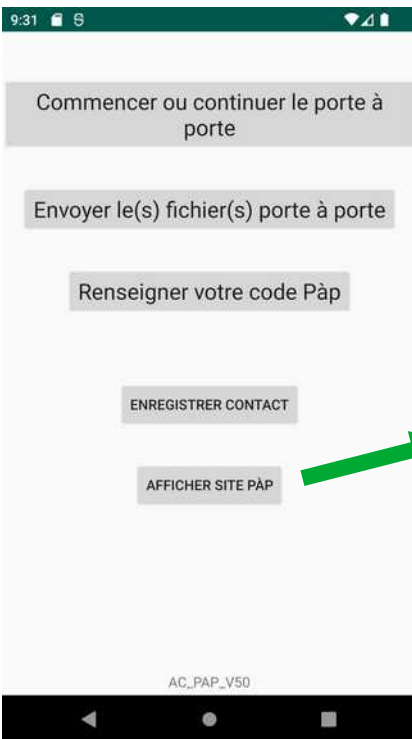 9:31
Commencer ou continuer le porte à
porte
Envoyer le(s) fichier(s) porte à porte
Renseigner votre code Pàp
ENREGISTRER CONTACT
AFFICHER SITE PÀP
AC_PAP_V50